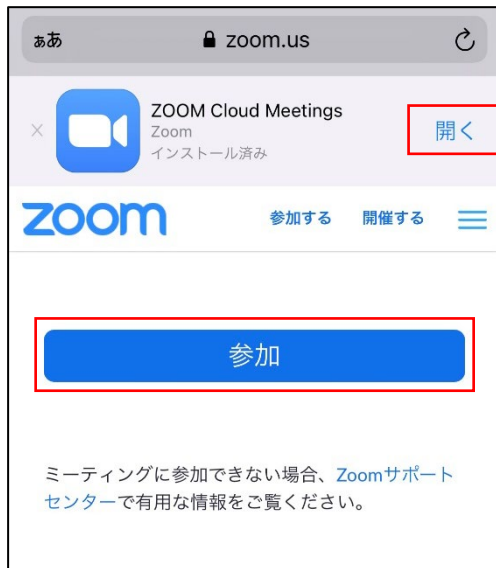 ぁあ zoom.us
ZOOM Cloud Meetings
Zoom
インストール済み
開く
zoom 参加する 開催する
参加
ミーティングに参加できない場合、Zoomサポート
センターで有用な情報をご覧ください。